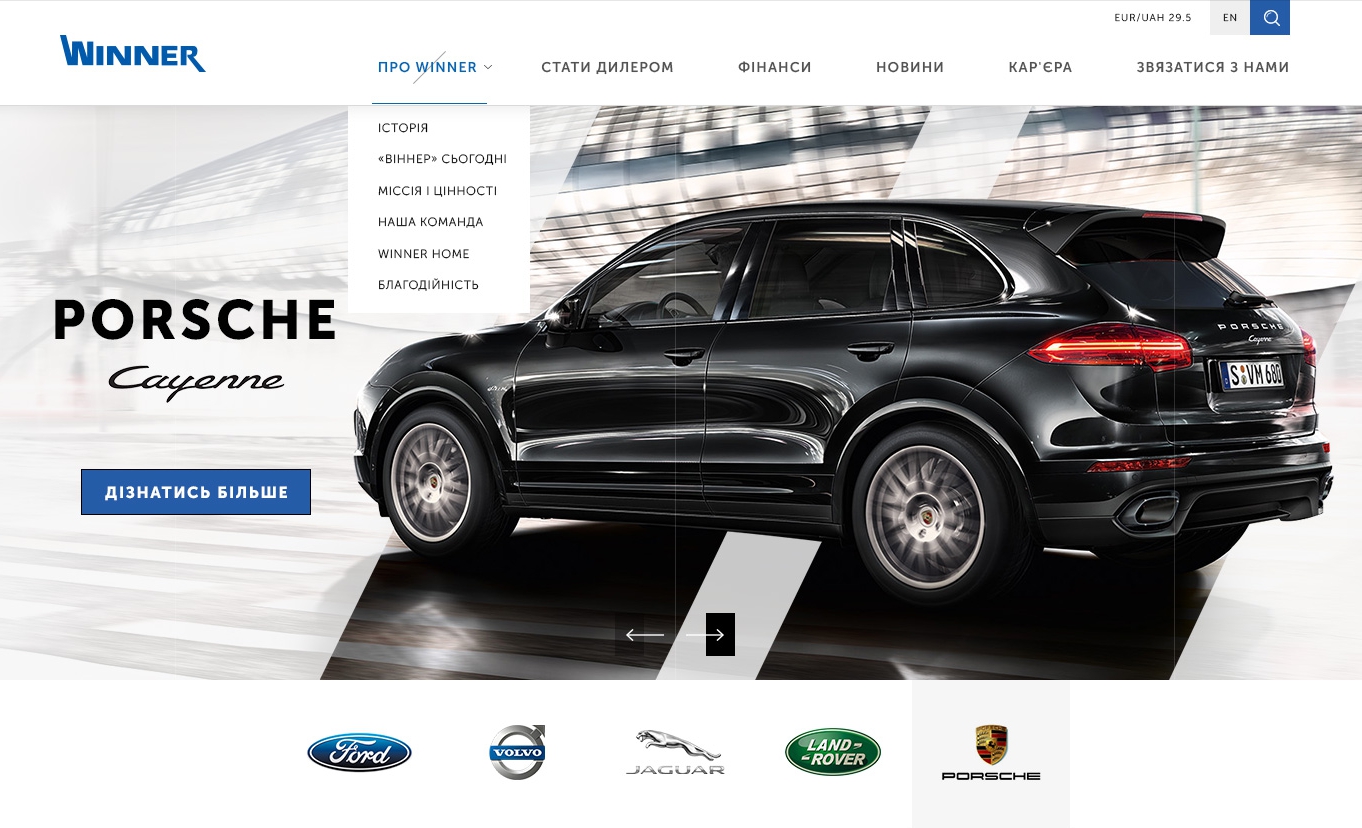 EUR/UAH 29.5
EN
WINNER
ПРО WINNER
СТАТИ ДИЛЕРОМ
ФІНАНСИ
НОВИНИ
КАР'ЄРА
ЗВЯЗАТИСЯ З НАМИ
ІСТОРІЯ
«ВІННЕР» СЬОГОДНІ
МІССІЯ І ЦІННОСТІ
НАША КОМАНДА
WINNER HOME
БЛАГОДІЙНІСТЬ
PORSCHE
Cayenne
ДІЗНАТИСЬ БІЛЬШЕ
PORSCHE
Cayenne
S VM 680
Ford
VOLVO
JAGUAR
LAND-
-ROVER
PORSCHE